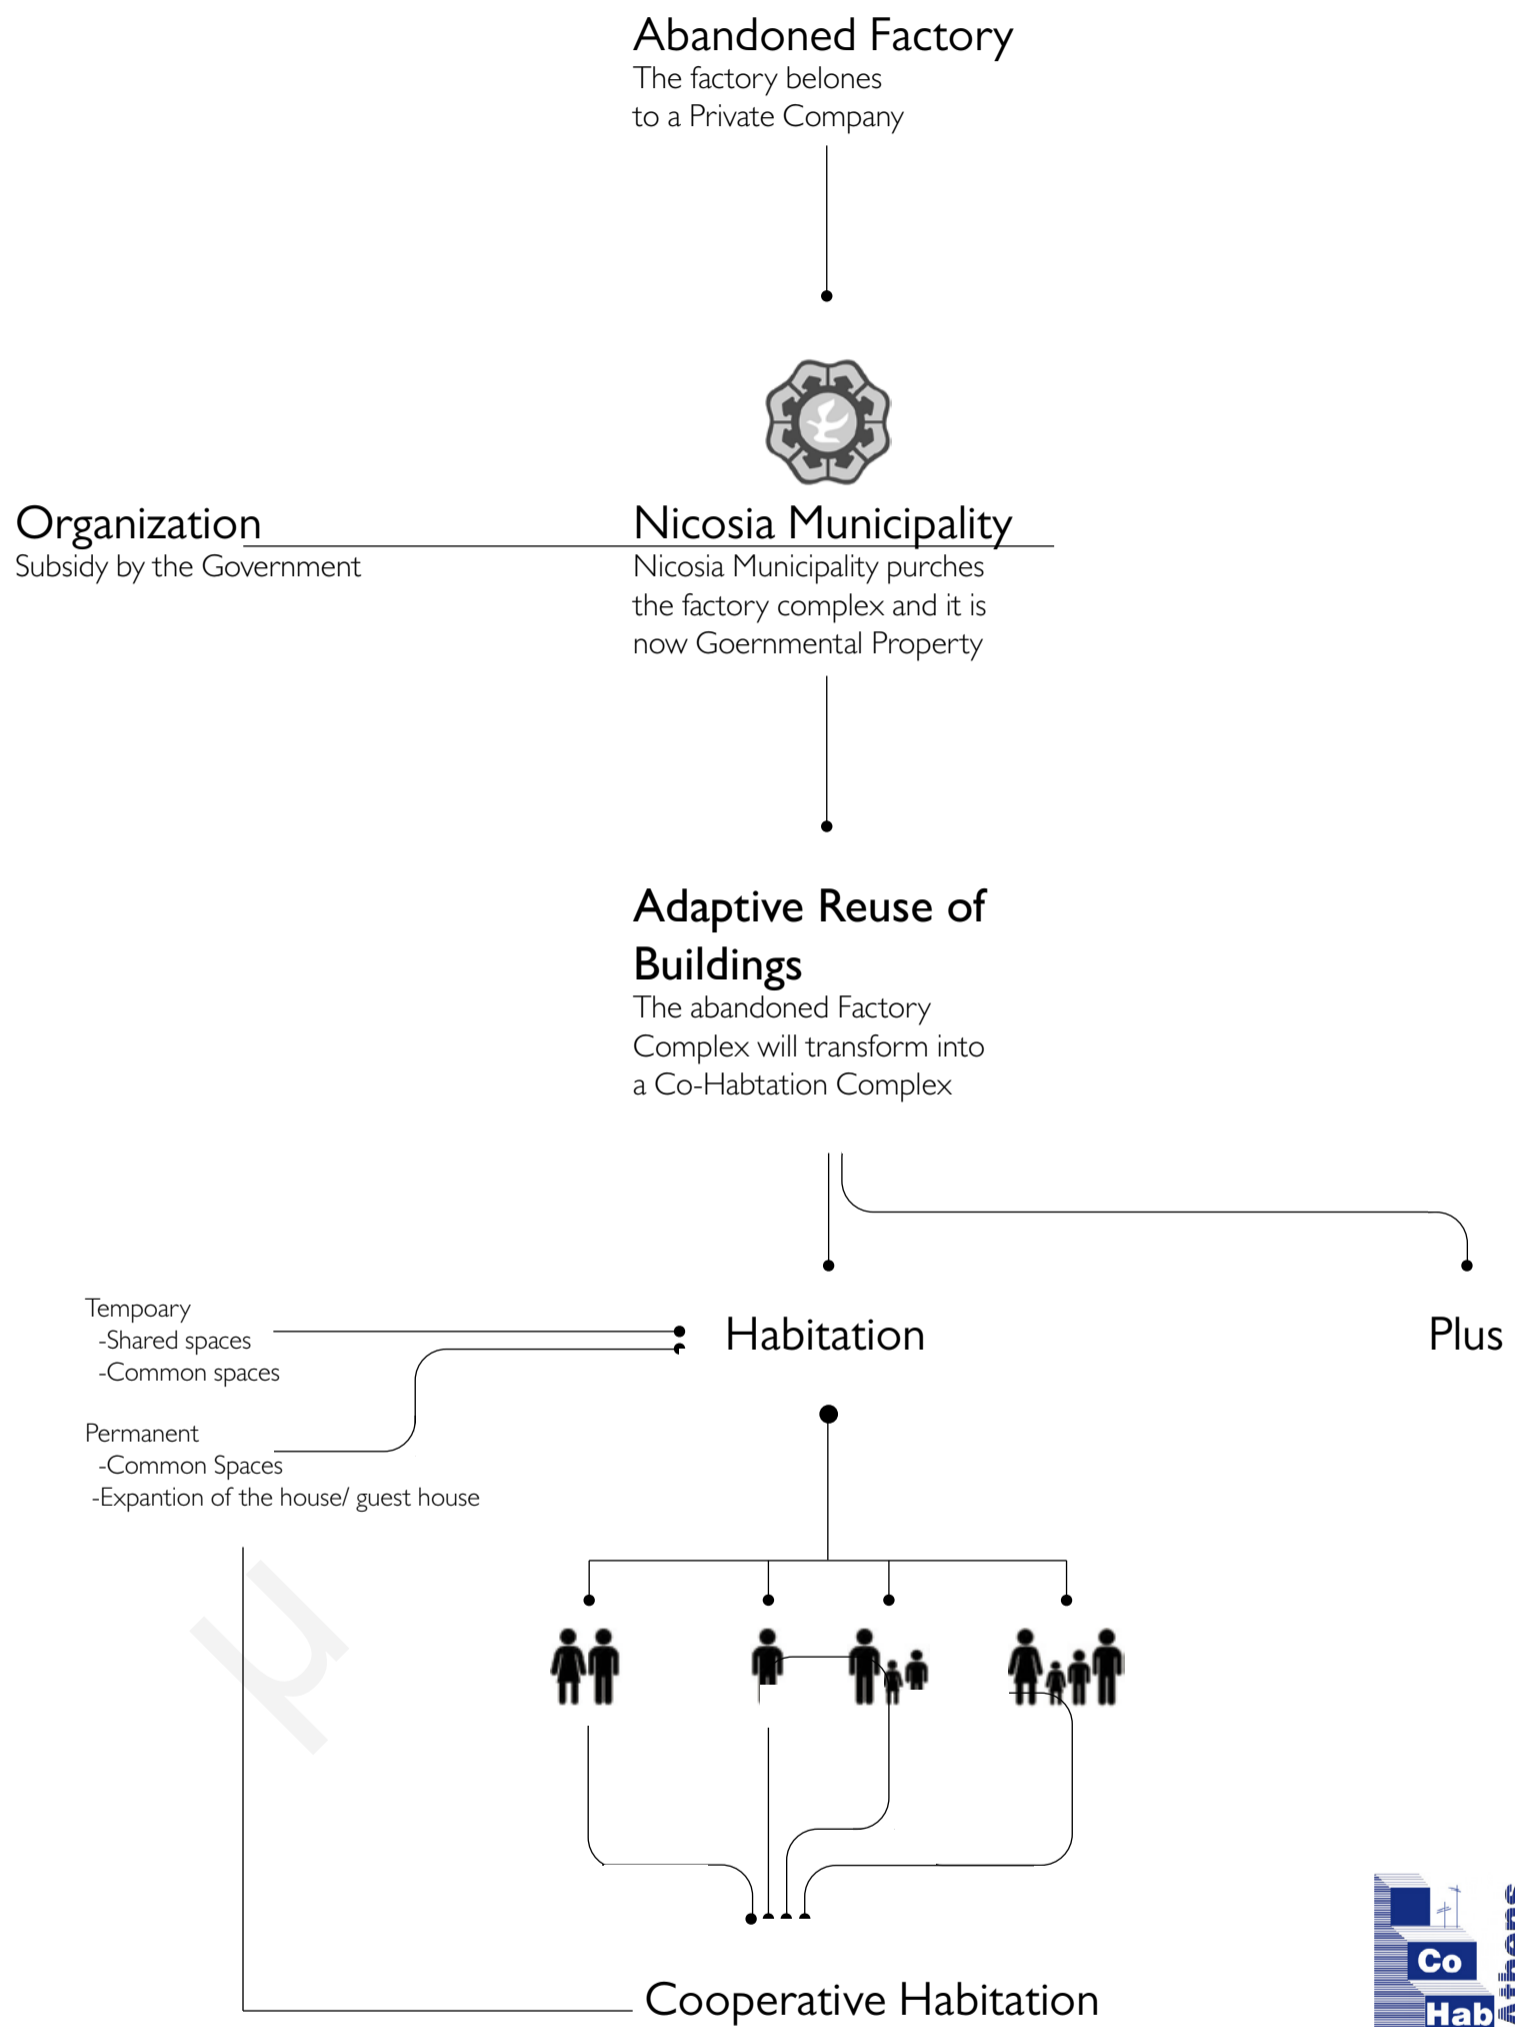 Abandoned Factory
The factory belones
to a Private Company
Organization
Subsidy by the Government
Nicosia Municipality
Nicosia Municipality purches
the factory complex and it is
now Goernmental Property
Adaptive Reuse of
Buildings
The abandoned Factory
Complex will transform into
a Co-Habtation Complex
Tempoary
-Shared spaces
-Common spaces
Habitation
Plus
Permanent
-Common Spaces
-Expantion of the house/ guest house
μ
Cooperative Habitation
Co
Hab
Athens